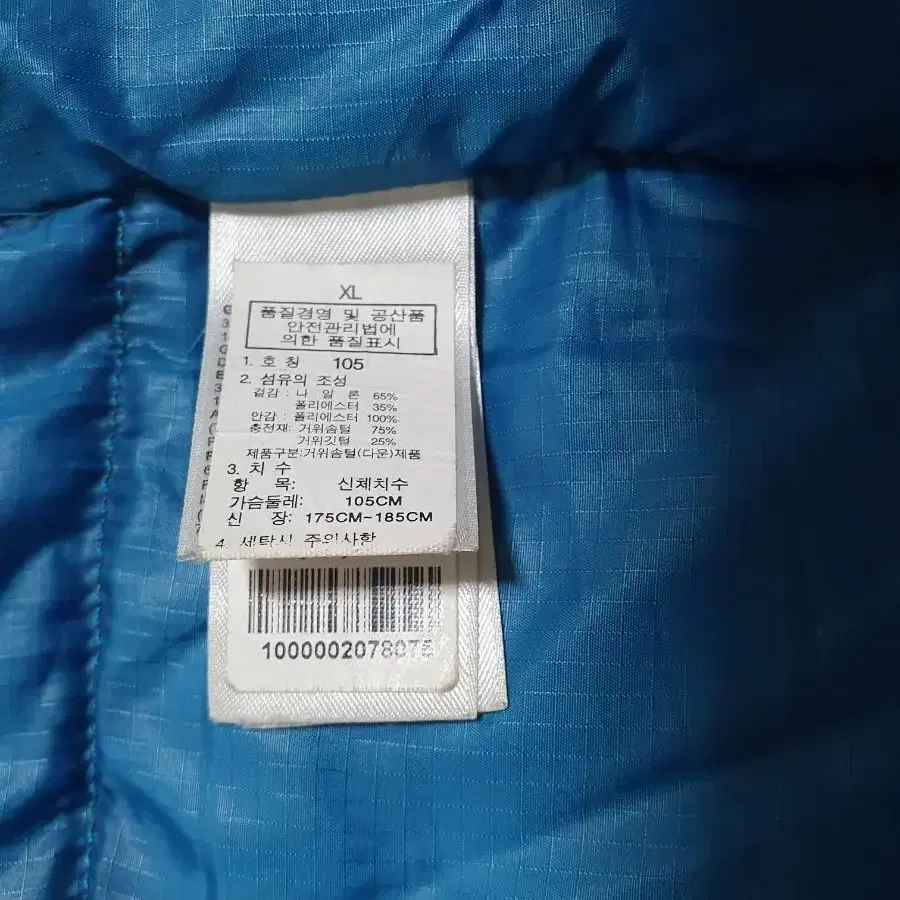 XL
품질경영 및 공산품
안전관리법에
의한 품질표시
1. 호 칭 105
2. 섬유의 조성
겉감 : 나 일 론 65%
폴리에스터 35%
안감 : 폴리에스터 100%
충전재: 거위솜털 75%
거위깃털 25%
제품구분:거위솜털(다운)제품
3. 치 수
항 목: 신체치수
가슴둘레: 105CM
신 장: 175CM~185CM
4. 세탁시 주의사항
1000002078075